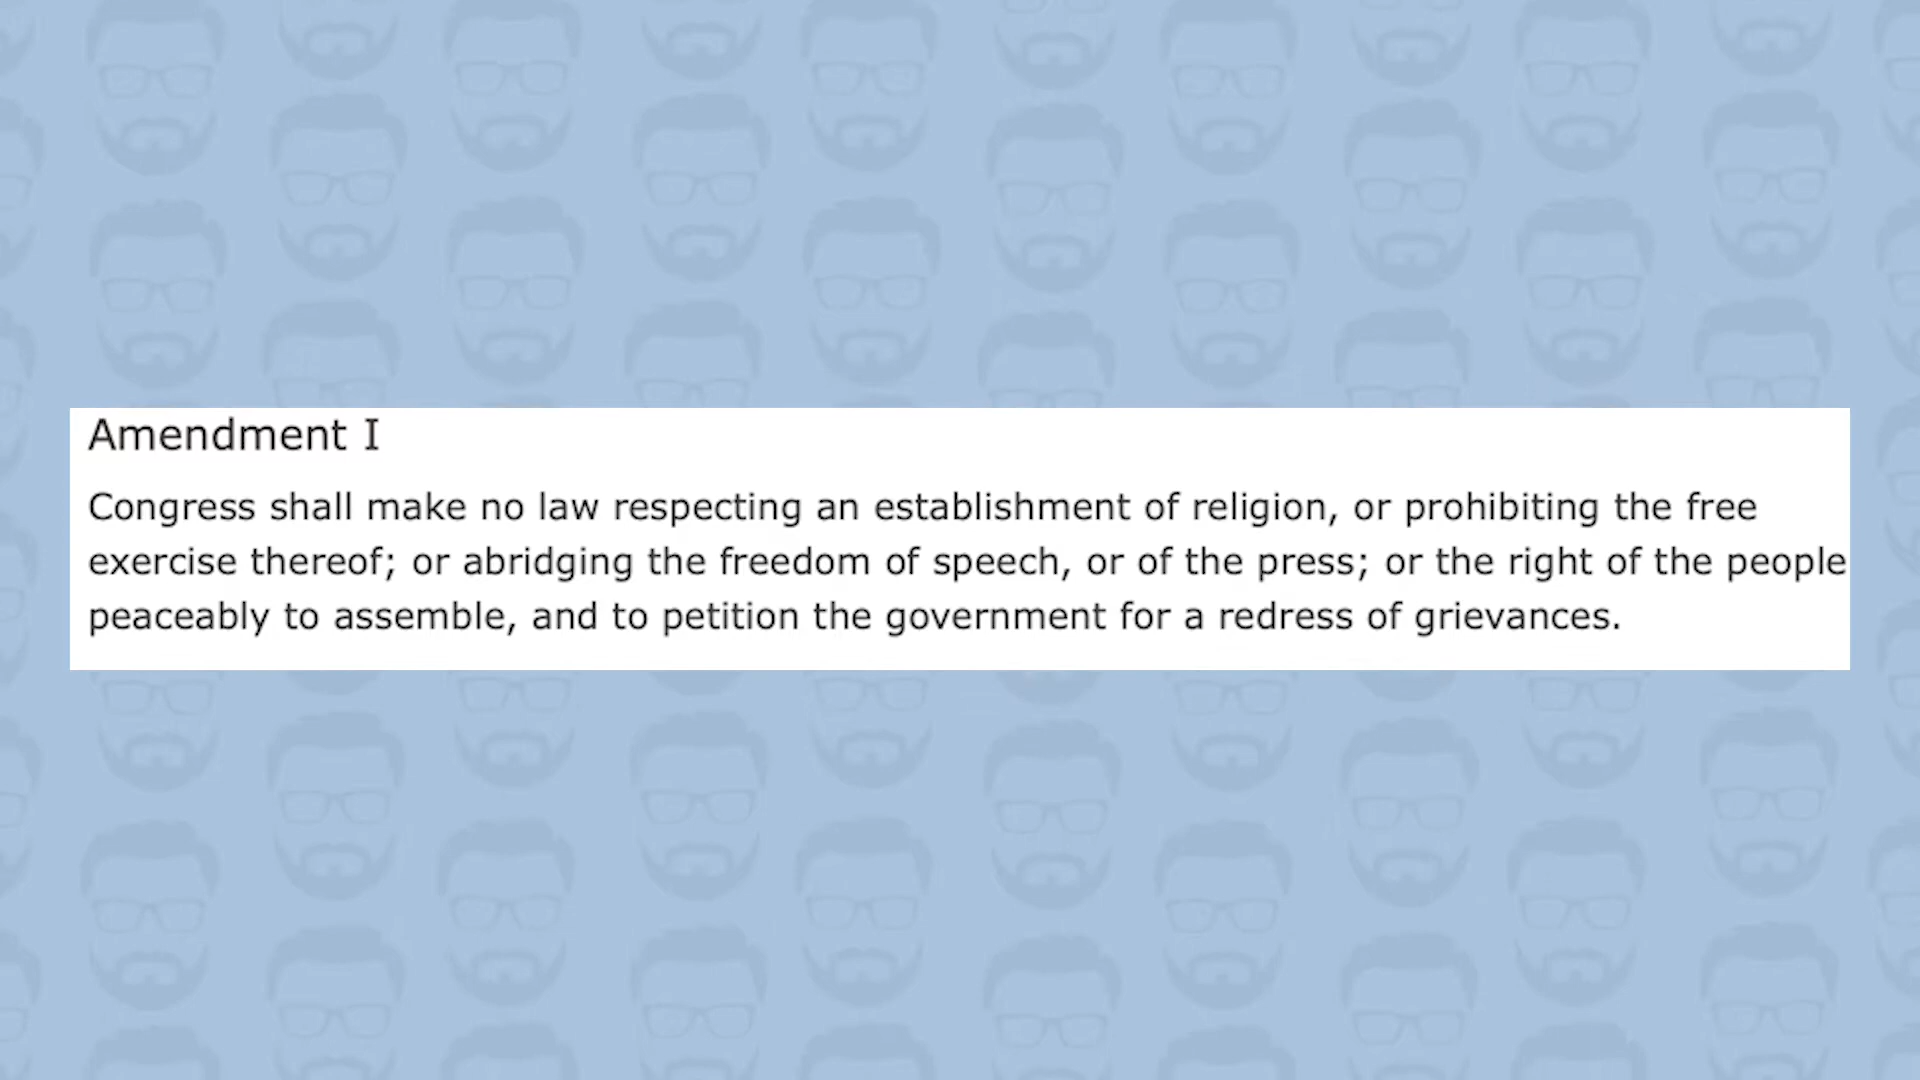 Amendment I
Congress shall make no law respecting an establishment of religion, or prohibiting the free
exercise thereof; or abridging the freedom of speech, or of the press; or the right of the people
peaceably to assemble, and to petition the government for a redress of grievances.